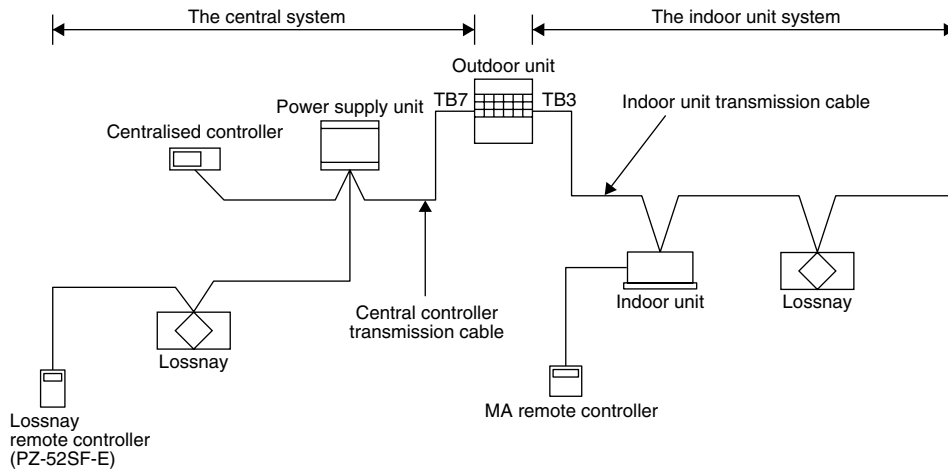 The central system
The indoor unit system
Outdoor unit
TB7
TB3
Power supply unit
Indoor unit transmission cable
Centralised controller
Central controller
transmission cable
Indoor unit
Lossnay
Lossnay
MA remote controller
Lossnay
remote controller
(PZ-52SF-E)